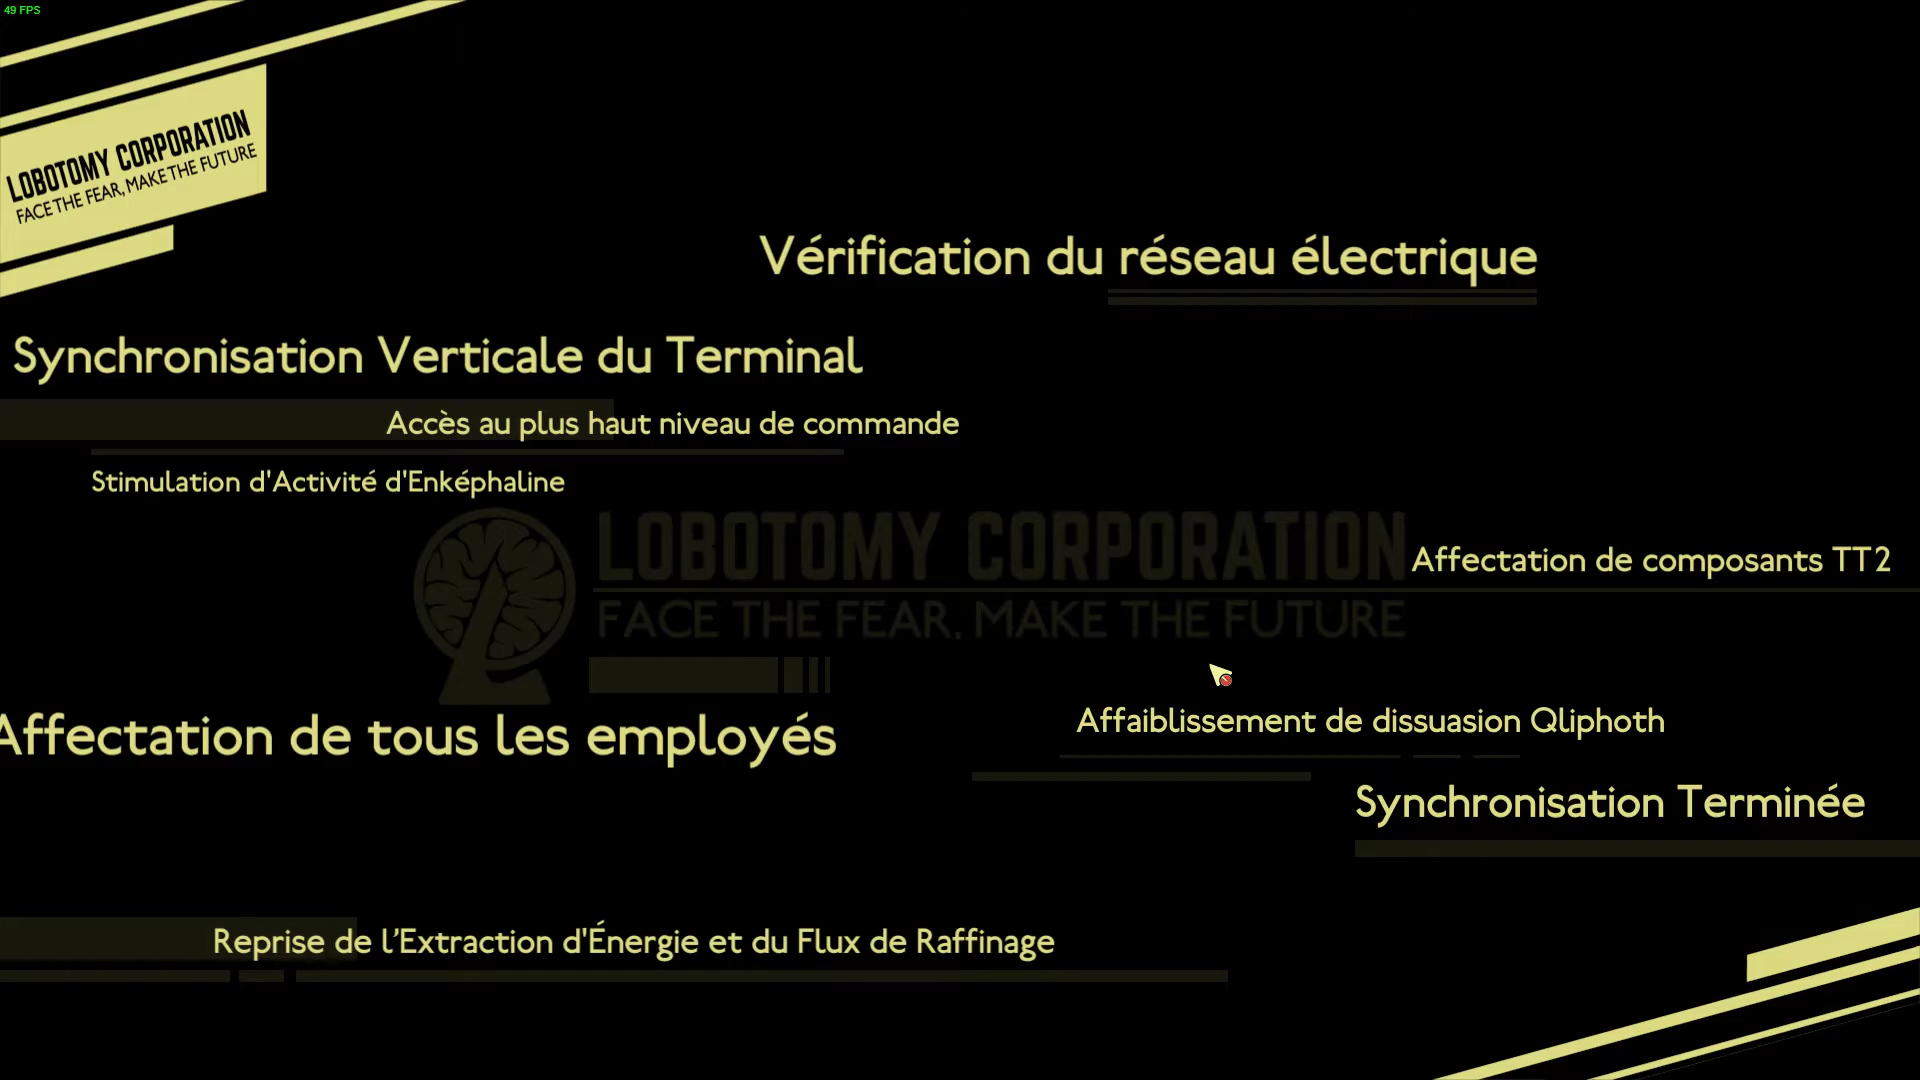 49 FPS
LOBOTOMY CORPORATION
FACE THE FEAR, MAKE THE FUTURE
Vérification du réseau électrique
Synchronisation Verticale du Terminal
Accès au plus haut niveau de commande
Stimulation d'Activité d'Enképhaline
LOBOTOMY CORPORATION
FACE THE FEAR, MAKE THE FUTURE
Affectation de composants TT2
Affectation de tous les employés
Affaiblissement de dissuasion Qliphoth
Synchronisation Terminée
Reprise de l’Extraction d'Énergie et du Flux de Raffinage